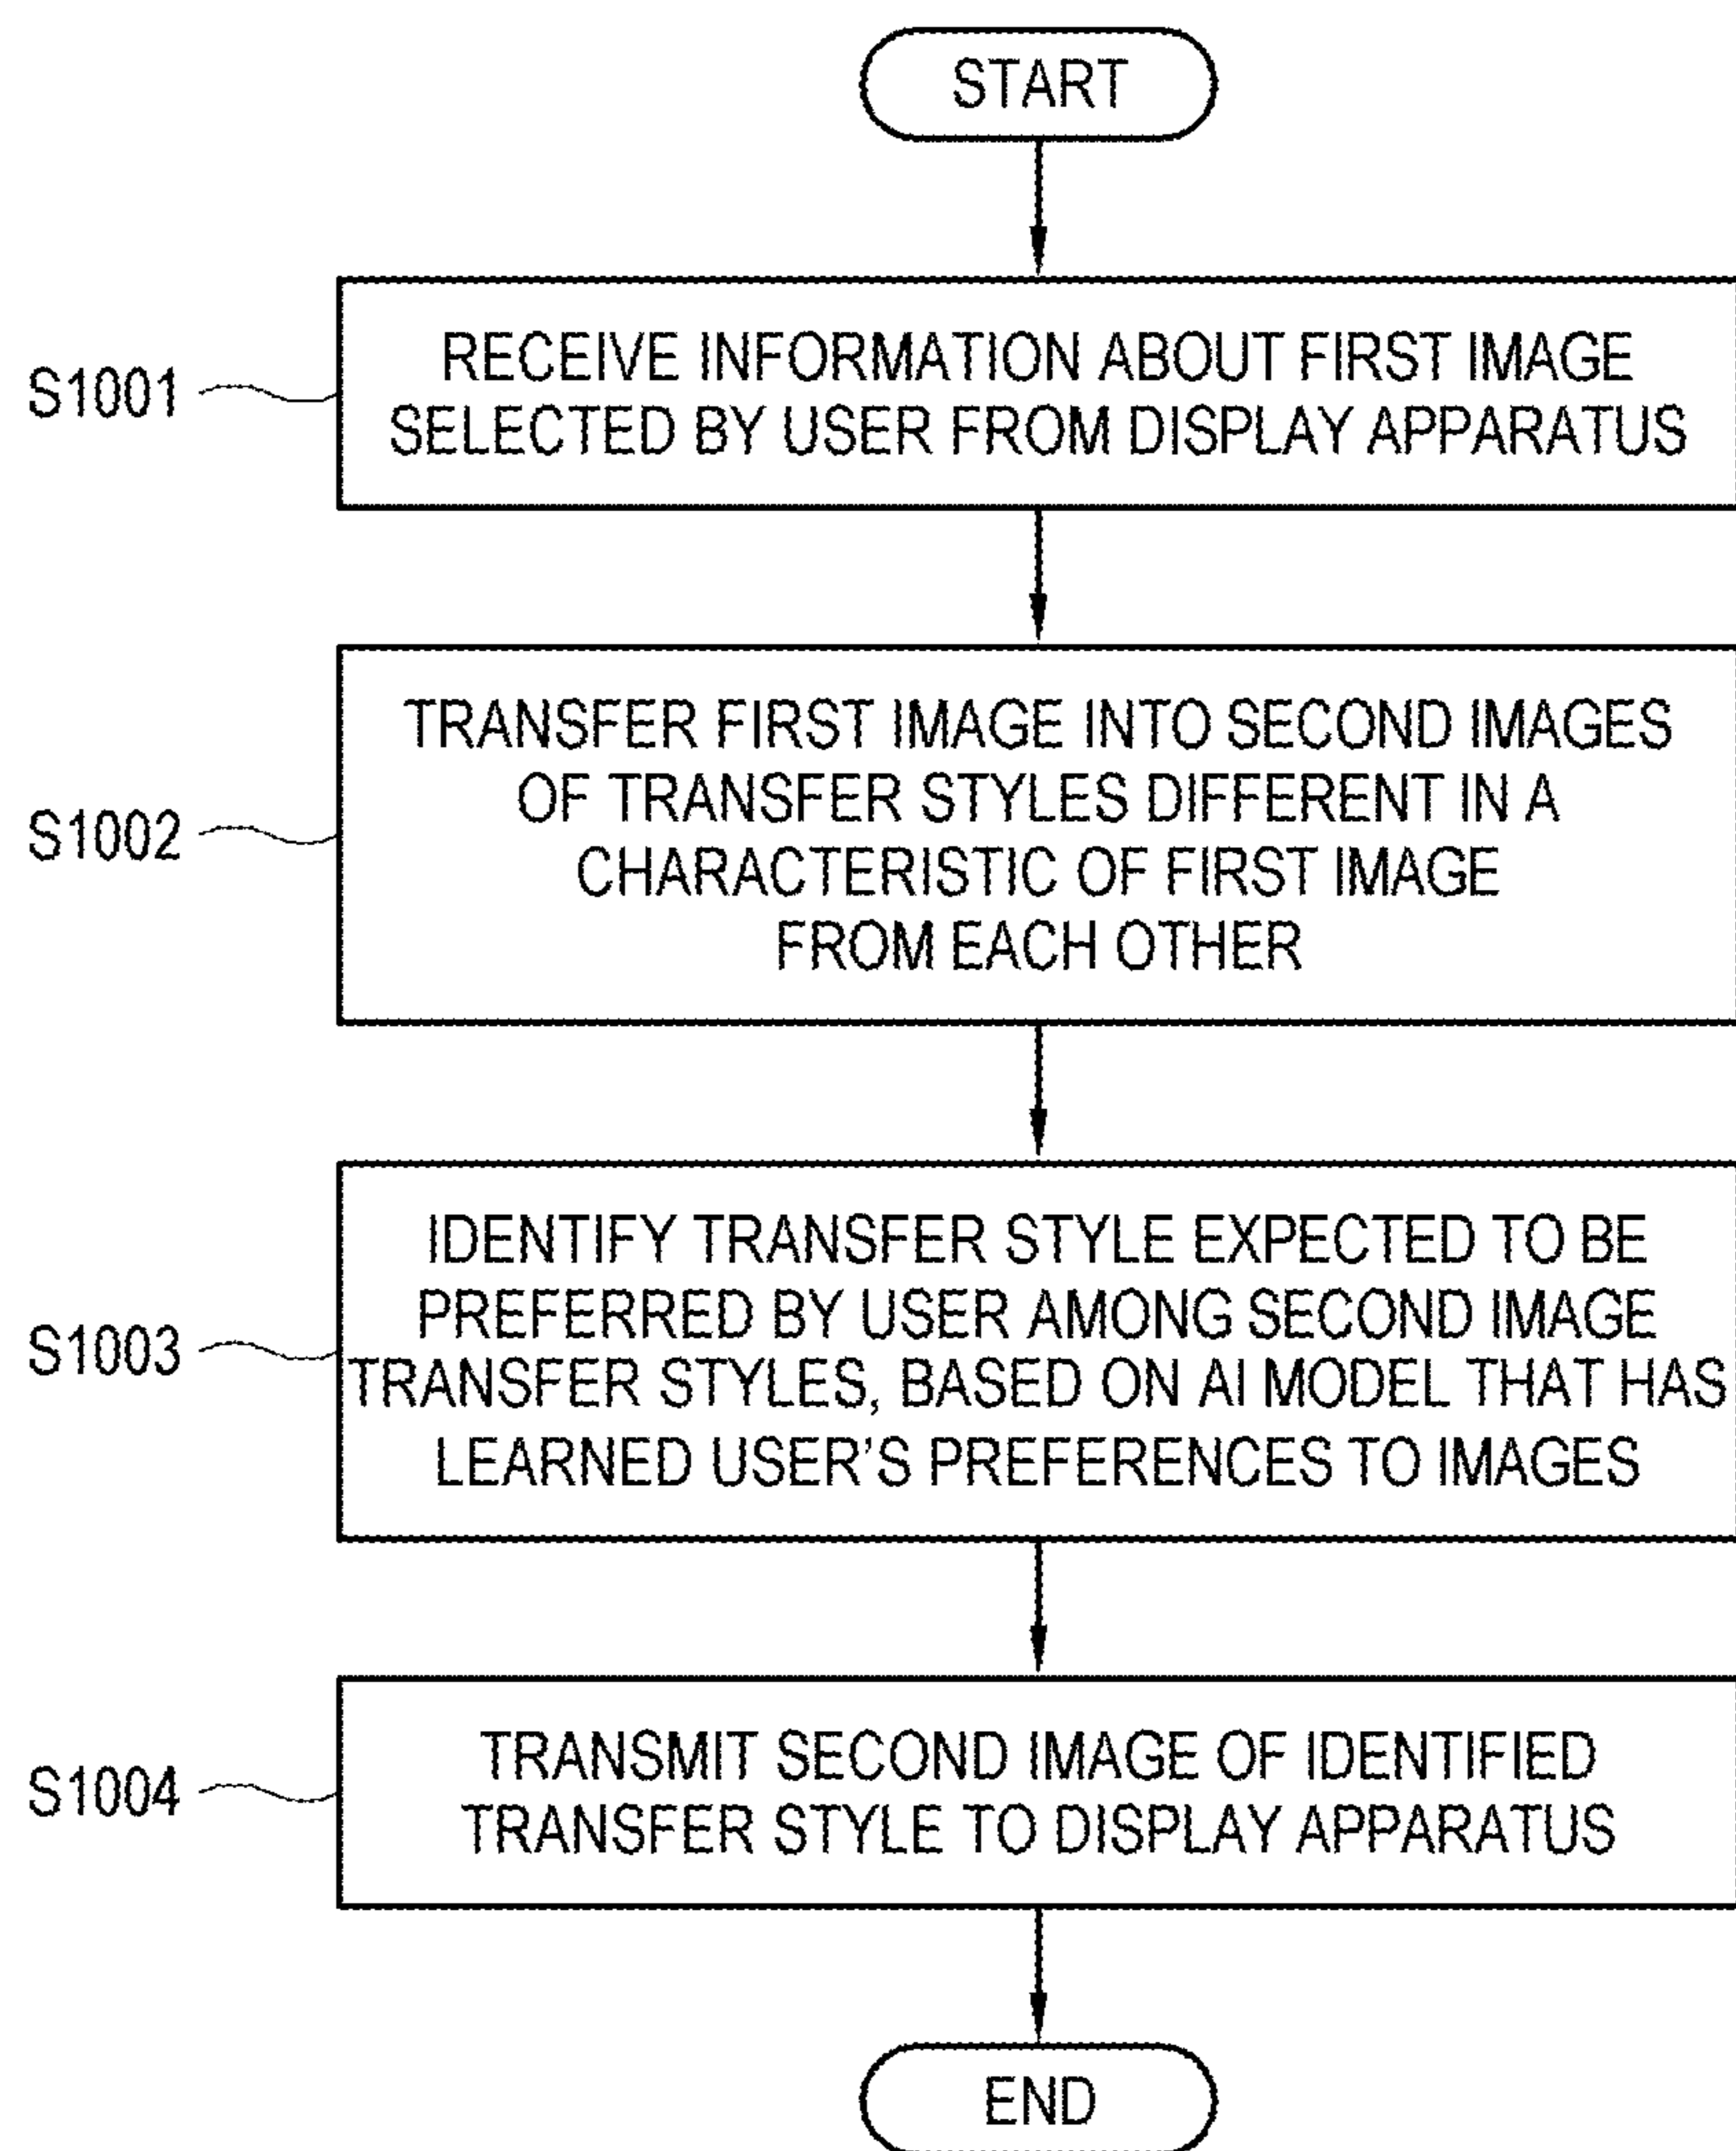 START
S1001
RECEIVE INFORMATION ABOUT FIRST IMAGE
SELECTED BY USER FROM DISPLAY APPARATUS
S1002
TRANSFER FIRST IMAGE INTO SECOND IMAGES
OF TRANSFER STYLES DIFFERENT IN A
CHARACTERISTIC OF FIRST IMAGE
FROM EACH OTHER
S1003
IDENTIFY TRANSFER STYLE EXPECTED TO BE
PREFERRED BY USER AMONG SECOND IMAGE
TRANSFER STYLES, BASED ON AI MODEL THAT HAS
LEARNED USER'S PREFERENCES TO IMAGES
S1004
TRANSMIT SECOND IMAGE OF IDENTIFIED
TRANSFER STYLE TO DISPLAY APPARATUS
END